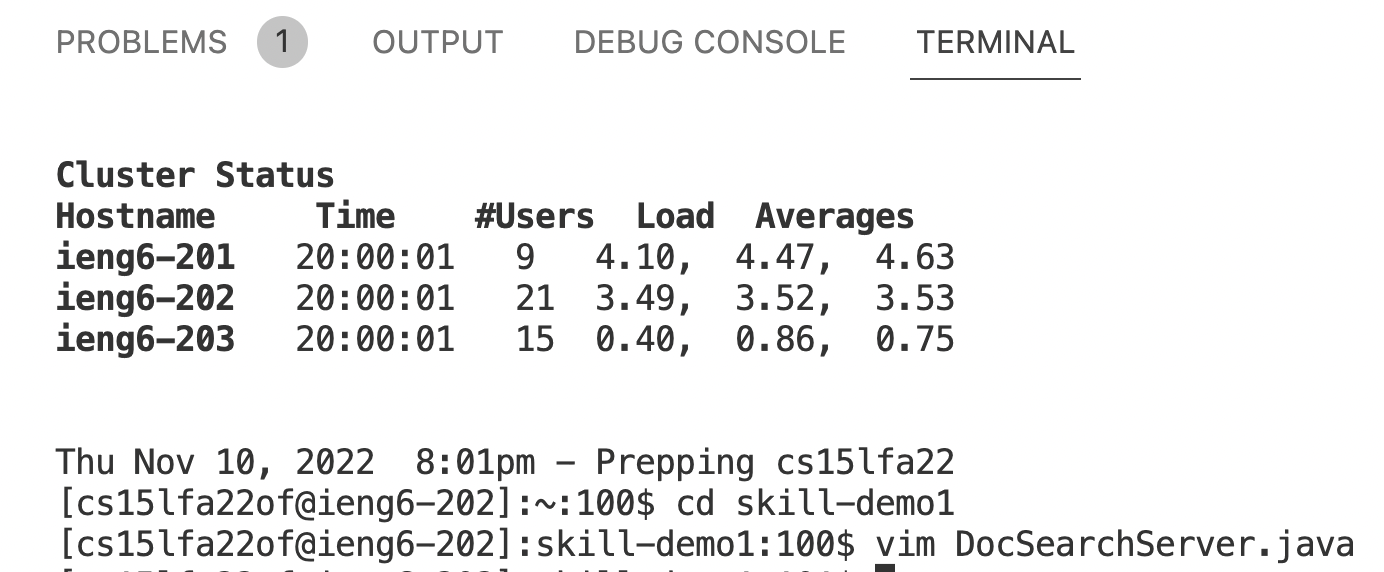 PROBLEMS 1 OUTPUT DEBUG CONSOLE TERMINAL
Cluster Status
Hostname Time #Users Load Averages
ieng6-201 20:00:01 9 4.10, 4.47, 4.63
ieng6-202 20:00:01 21 3.49, 3.52, 3.53
ieng6-203 20:00:01 15 0.40, 0.86, 0.75
Thu Nov 10, 2022 8:01pm - Prepping cs15lfa22
[cs15lfa22of@ieng6-202]:~:100$ cd skill-demo1
[cs15lfa22of@ieng6-202]:skill-demo1:100$ vim DocSearchServer.java